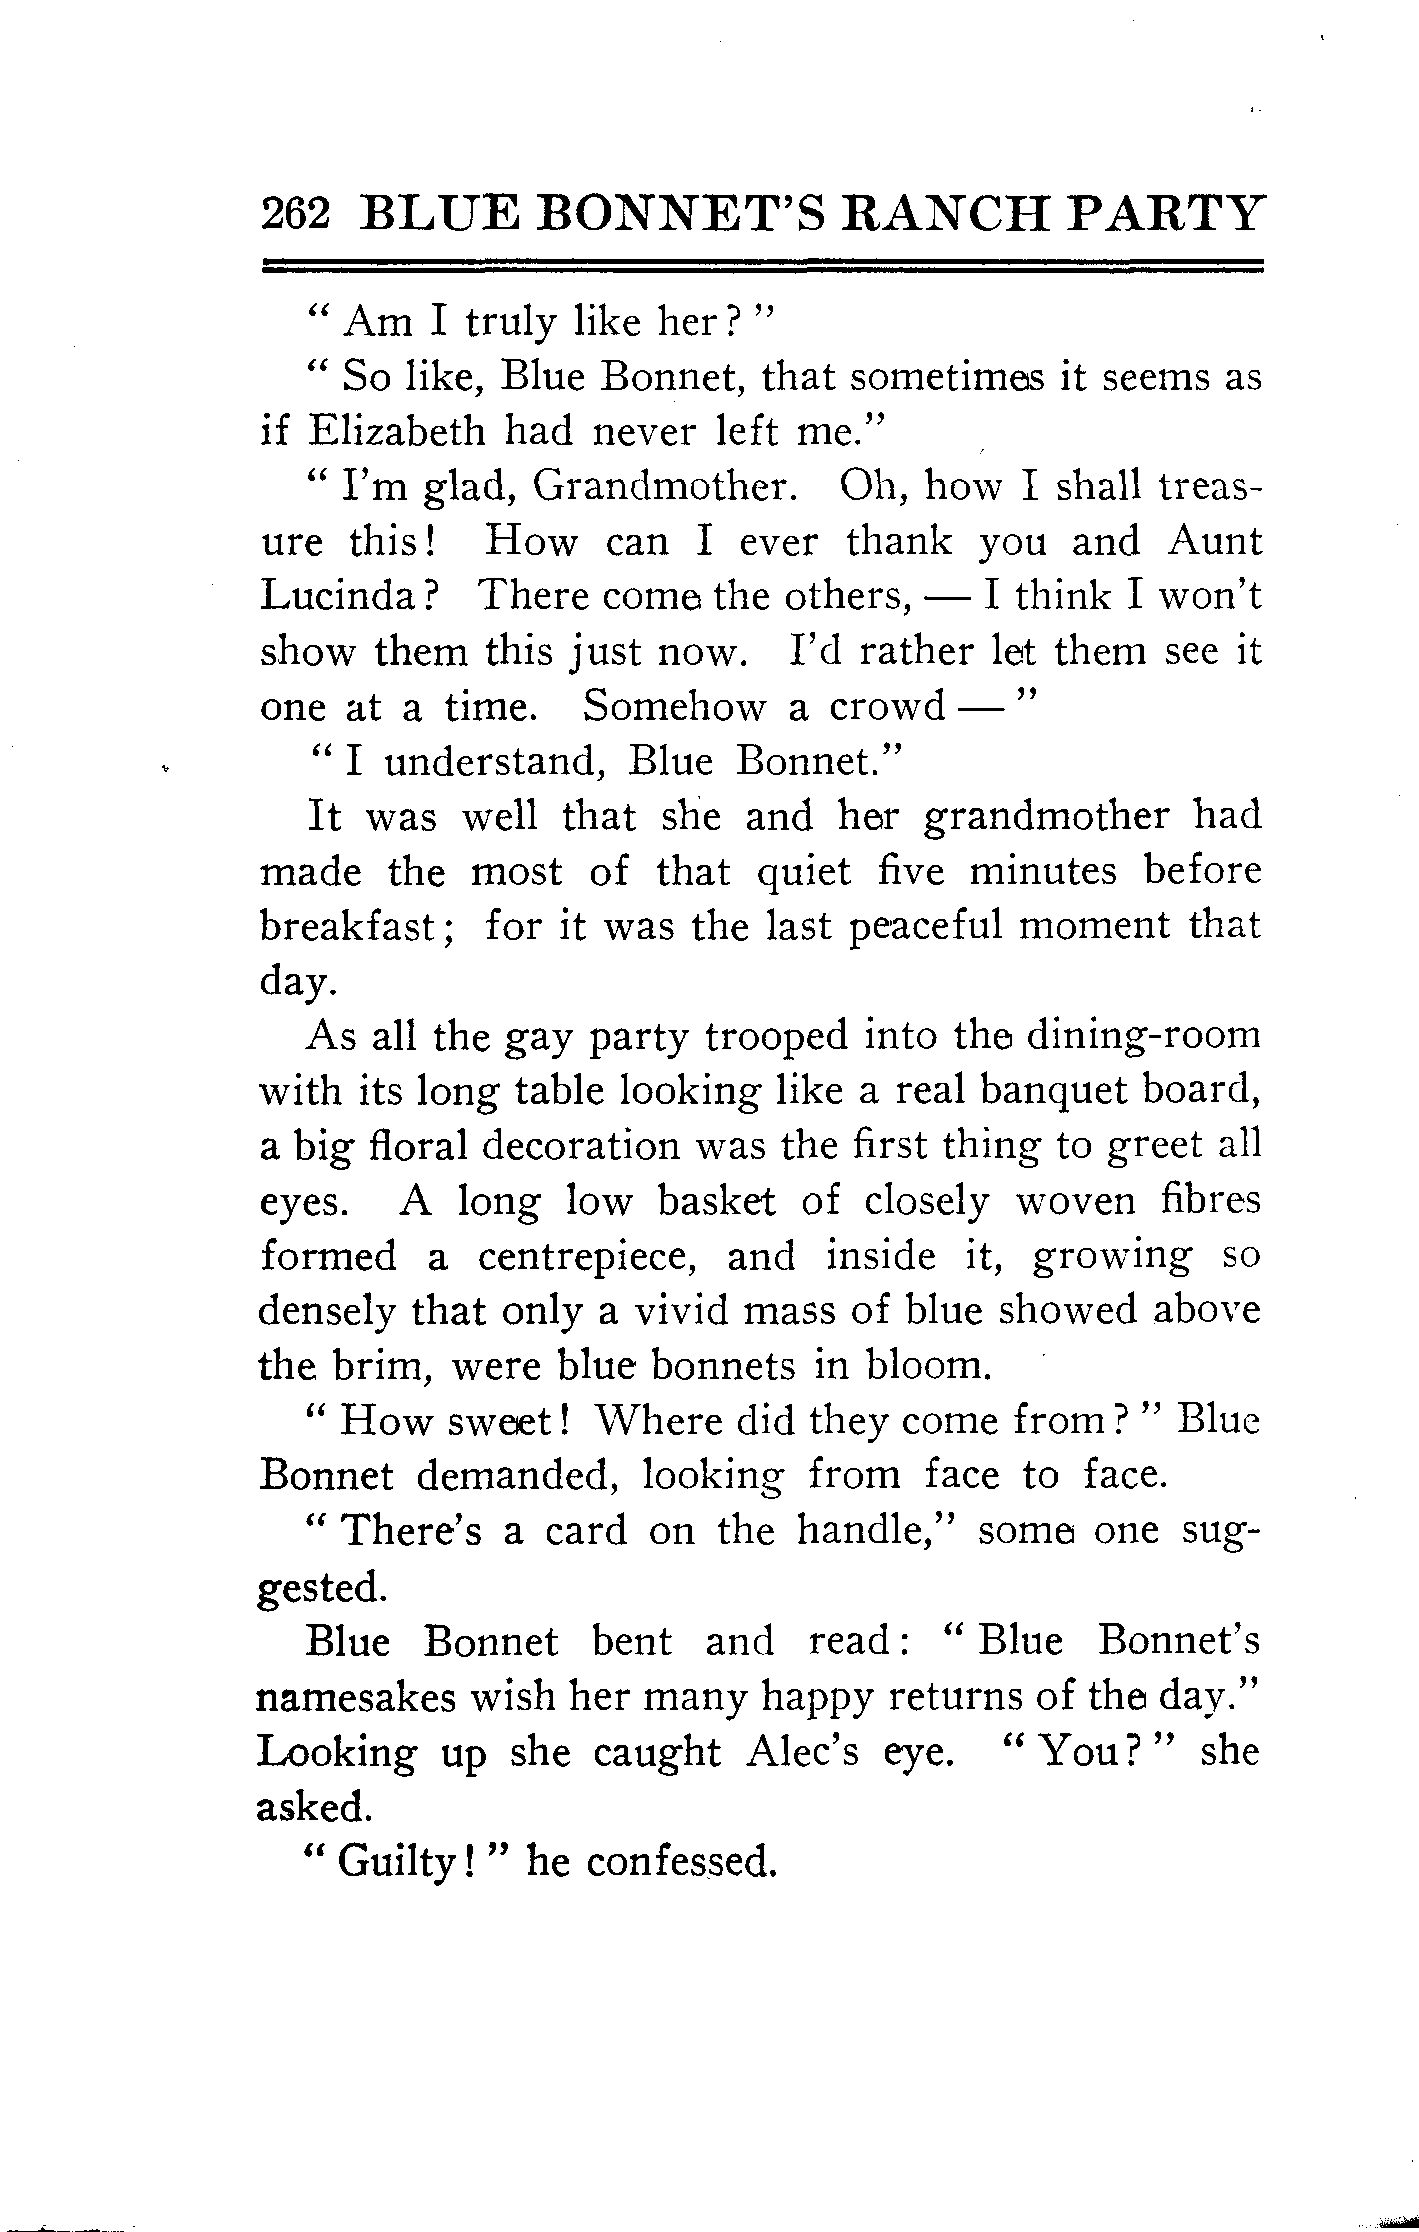 262 BLUE BONNET'S RANCH PARTY
" Am I truly like her? "
" So like, Blue Bonnet, that sometimes it seems as
if Elizabeth had never left me."
" I'm glad, Grandmother. Oh, how I shall treas-
ure this! How can I ever thank you and Aunt
Lucinda? There come the others, — I think I won't
show them this just now. I'd rather let them see it
one at a time. Somehow a crowd — "
" I understand, Blue Bonnet."
It was well that she and her grandmother had
made the most of that quiet five minutes before
breakfast; for it was the last peaceful moment that
day.
As all the gay party trooped into the dining-room
with its long table looking like a real banquet board,
a big floral decoration was the first thing to greet all
eyes. A long low basket of closely woven fibres
formed a centrepiece, and inside it, growing so
densely that only a vivid mass of blue showed above
the brim, were blue bonnets in bloom.
" How sweet! Where did they come from? " Blue
Bonnet demanded, looking from face to face.
" There's a card on the handle," some one sug-
gested.
Blue Bonnet bent and read: " Blue Bonnet's
namesakes wish her many happy returns of the day."
Looking up she caught Alec's eye. " You? " she
asked.
" Guilty! " he confessed.